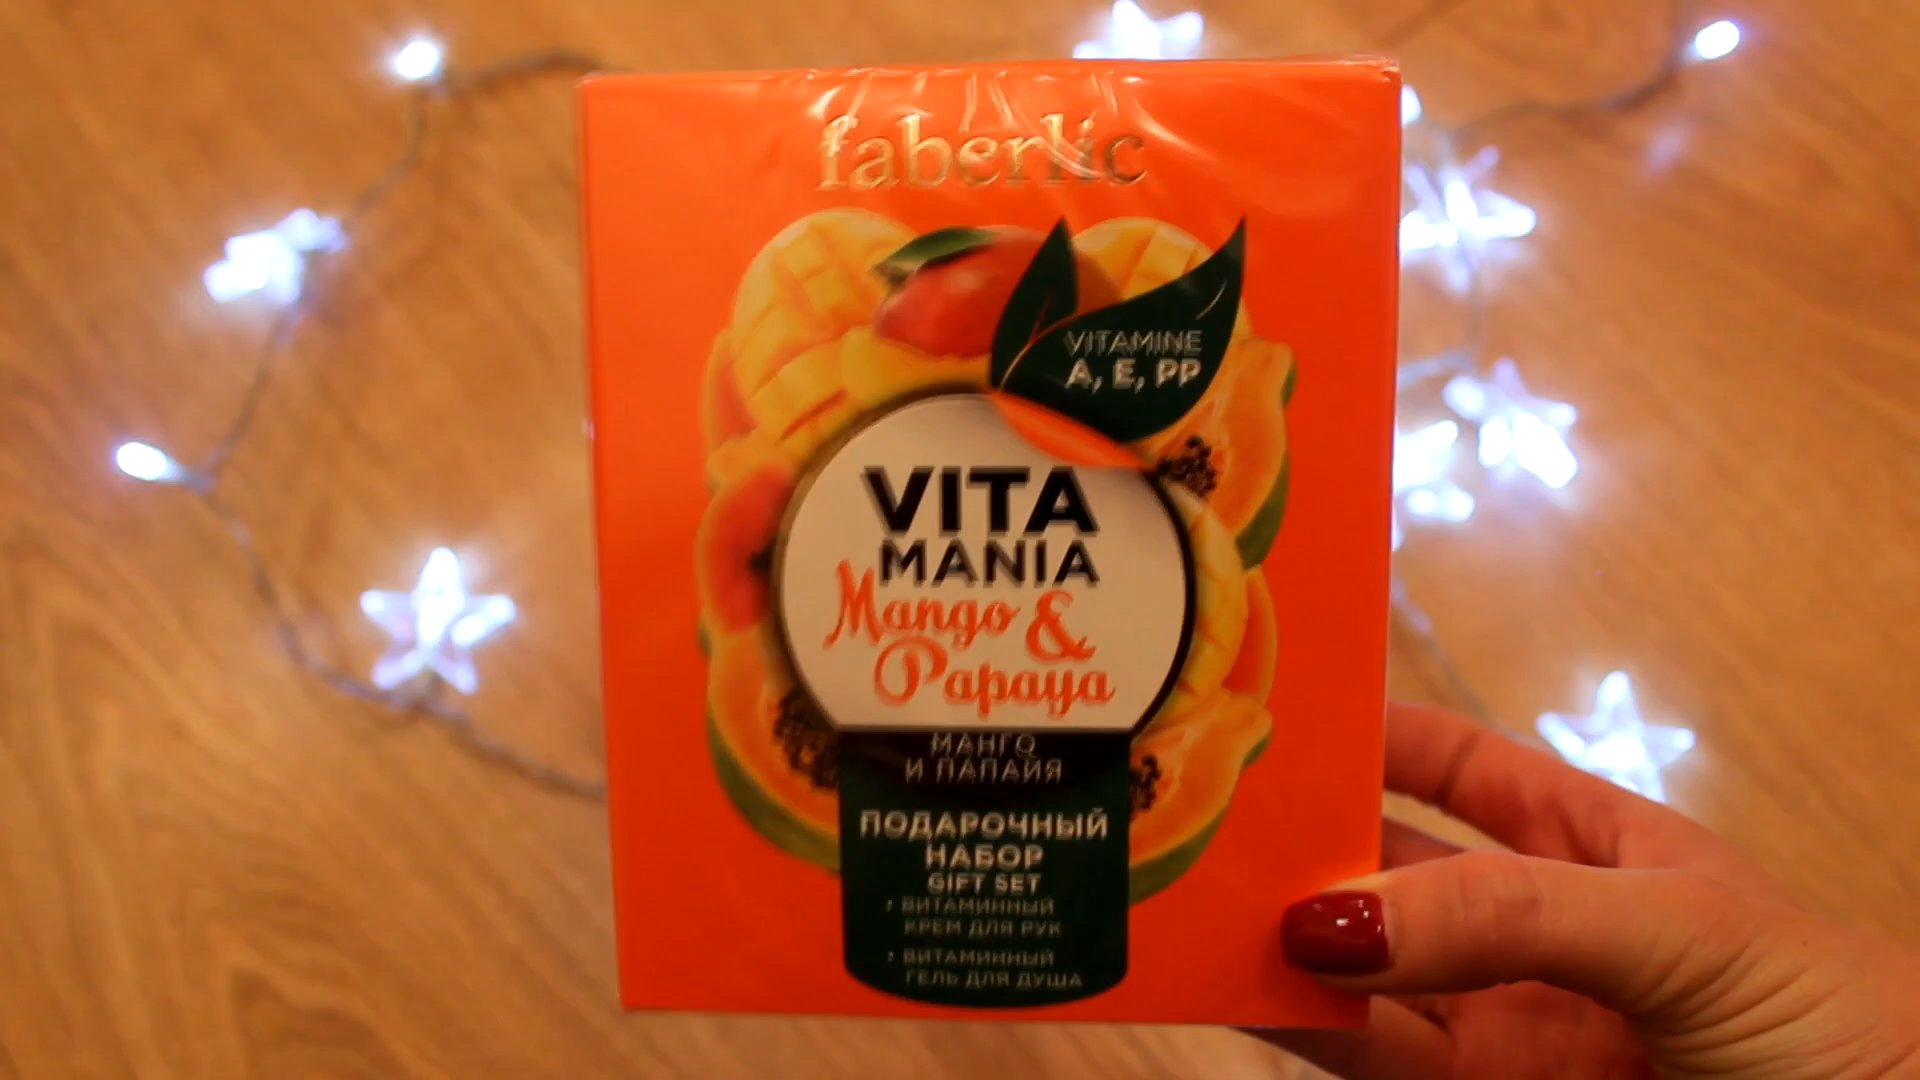 faberlic
VITAMINE
A, E, PP
VITA
MANIA
Mango &
Papaya
МАНГО
И ПАПАЙЯ
ПОДАРОЧНЫЙ
НАБОР
GIFT SET
• ВИТАМИННЫЙ
КРЕМ ДЛЯ РУК
• ВИТАМИННЫЙ
ГЕЛЬ ДЛЯ ДУША